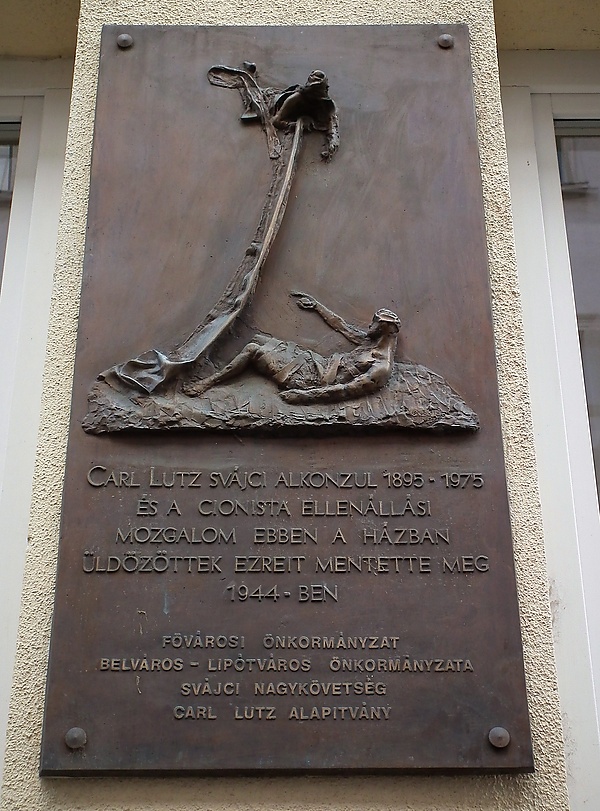 CARL LUTZ SVÁJCI ALKONZUL 1895-1975
ÉS A CIONISTA ELLENÁLLÁSI
MOZGALOM EBBEN A HÁZBAN
ÜLDÖZÖTTEK EZREIT MENTETTE MEG
1944-BEN
FŐVÁROSI ÖNKORMÁNYZAT
BELVÁROS-LIPÓTVÁROS ÖNKORMÁNYZATA
SVÁJCI NAGYKÖVETSÉG
CARL LUTZ ALAPITVÁNY